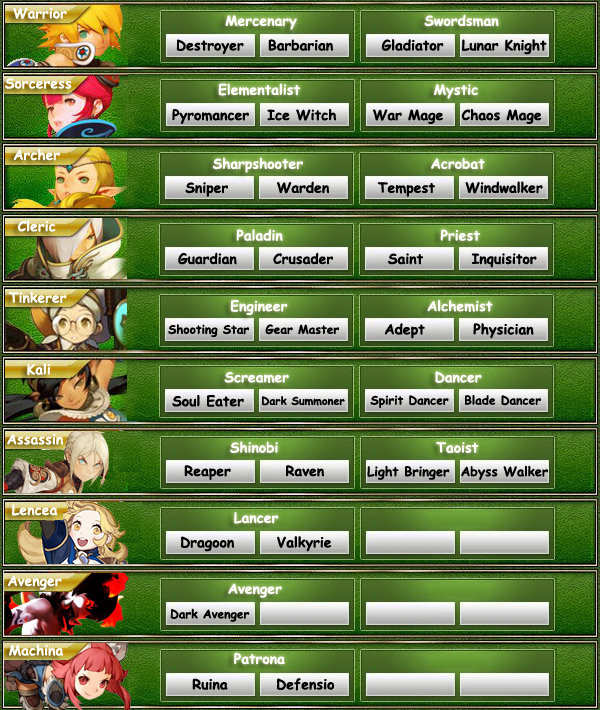 Warrior
Mercenary Swordsman
Destroyer Barbarian Gladiator Lunar Knight
Sorceress
Elementalist Mystic
Pyromancer Ice Witch War Mage Chaos Mage
Archer
Sharpshooter Acrobat
Sniper Warden Tempest Windwalker
Cleric
Paladin Priest
Guardian Crusader Saint Inquisitor
Tinkerer
Engineer Alchemist
Shooting Star Gear Master Adept Physician
Kali
Screamer Dancer
Soul Eater Dark Summoner Spirit Dancer Blade Dancer
Assassin
Shinobi Taoist
Reaper Raven Light Bringer Abyss Walker
Lencea
Lancer
Dragoon Valkyrie
Avenger
Avenger
Dark Avenger
Machina
Patrona
Ruina Defensio